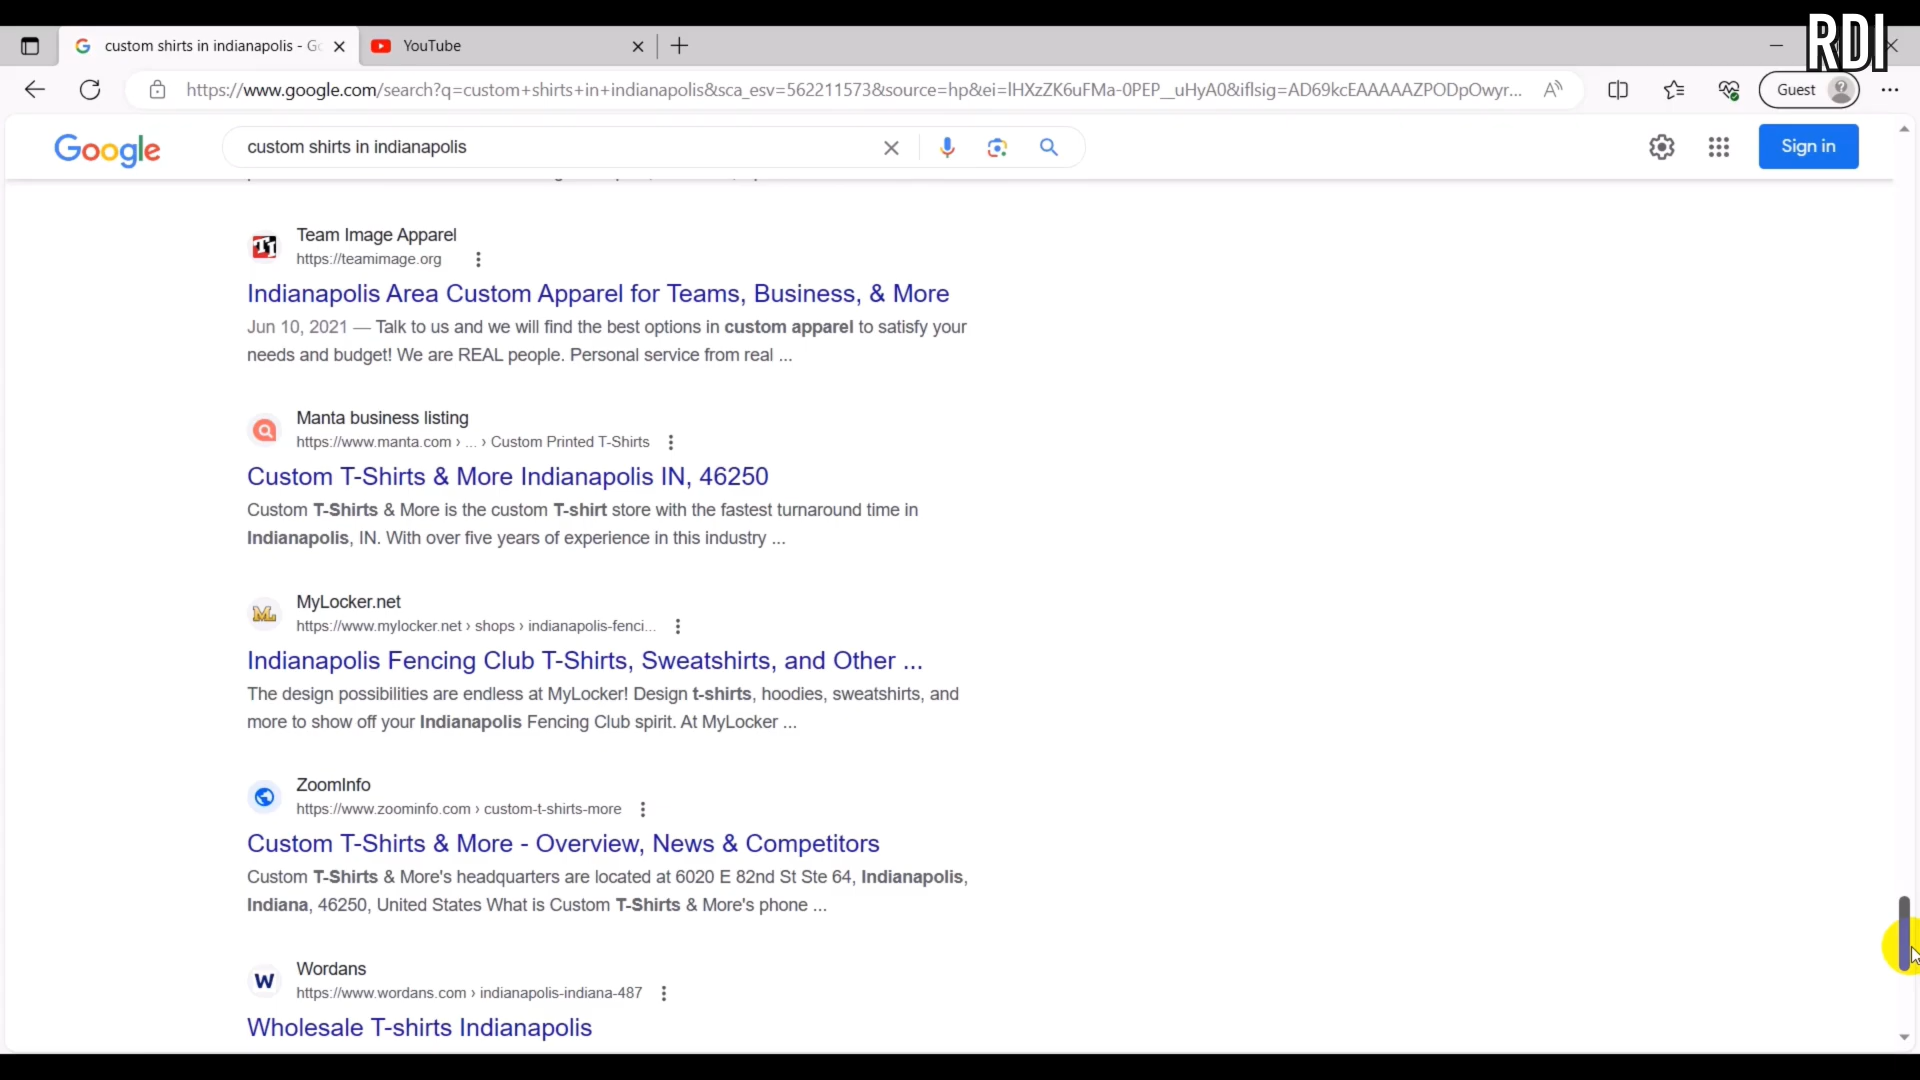 RDI
custom shirts in indianapolis - Go
YouTube
https://www.google.com/search?q=custom+shirts+in+indianapolis&sca_esv=562211573&source=hp&ei=lHXzZK6uFMa-0PEP__uHyA0&iflsig=AD69kcEAAAAAZPODpOwyr...
Guest
Google
custom shirts in indianapolis
Sign in
Team Image Apparel
https://teamimage.org
Indianapolis Area Custom Apparel for Teams, Business, & More
Jun 10, 2021 — Talk to us and we will find the best options in custom apparel to satisfy your
needs and budget! We are REAL people. Personal service from real ...
Manta business listing
https://www.manta.com › ... › Custom Printed T-Shirts
Custom T-Shirts & More Indianapolis IN, 46250
Custom T-Shirts & More is the custom T-shirt store with the fastest turnaround time in
Indianapolis, IN. With over five years of experience in this industry ...
ML
MyLocker.net
https://www.mylocker.net › shops › indianapolis-fenci...
Indianapolis Fencing Club T-Shirts, Sweatshirts, and Other ...
The design possibilities are endless at MyLocker! Design t-shirts, hoodies, sweatshirts, and
more to show off your Indianapolis Fencing Club spirit. At MyLocker ...
ZoomInfo
https://www.zoominfo.com › custom-t-shirts-more
Custom T-Shirts & More - Overview, News & Competitors
Custom T-Shirts & More's headquarters are located at 6020 E 82nd St Ste 64, Indianapolis,
Indiana, 46250, United States What is Custom T-Shirts & More's phone ...
W
Wordans
https://www.wordans.com › indianapolis-indiana-487
Wholesale T-shirts Indianapolis